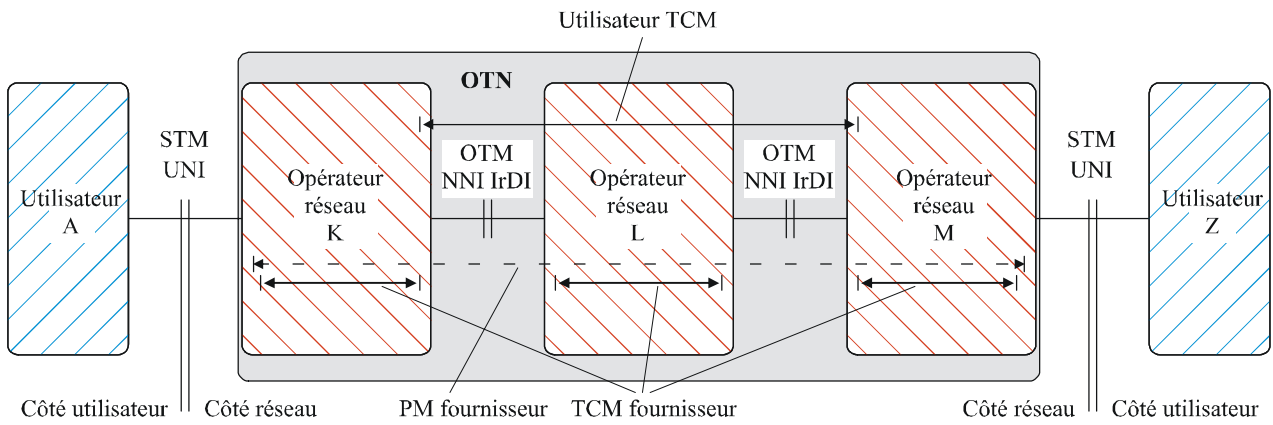 Utilisateur TCM
OTN
STM
UNI
OTM
NNI IrDI
OTM
NNI IrDI
STM
UNI
Utilisateur
A
Opérateur
réseau
K
Opérateur
réseau
L
Opérateur
réseau
M
Utilisateur
Z
Côté utilisateur
Côté réseau
PM fournisseur
TCM fournisseur
Côté réseau
Côté utilisateur